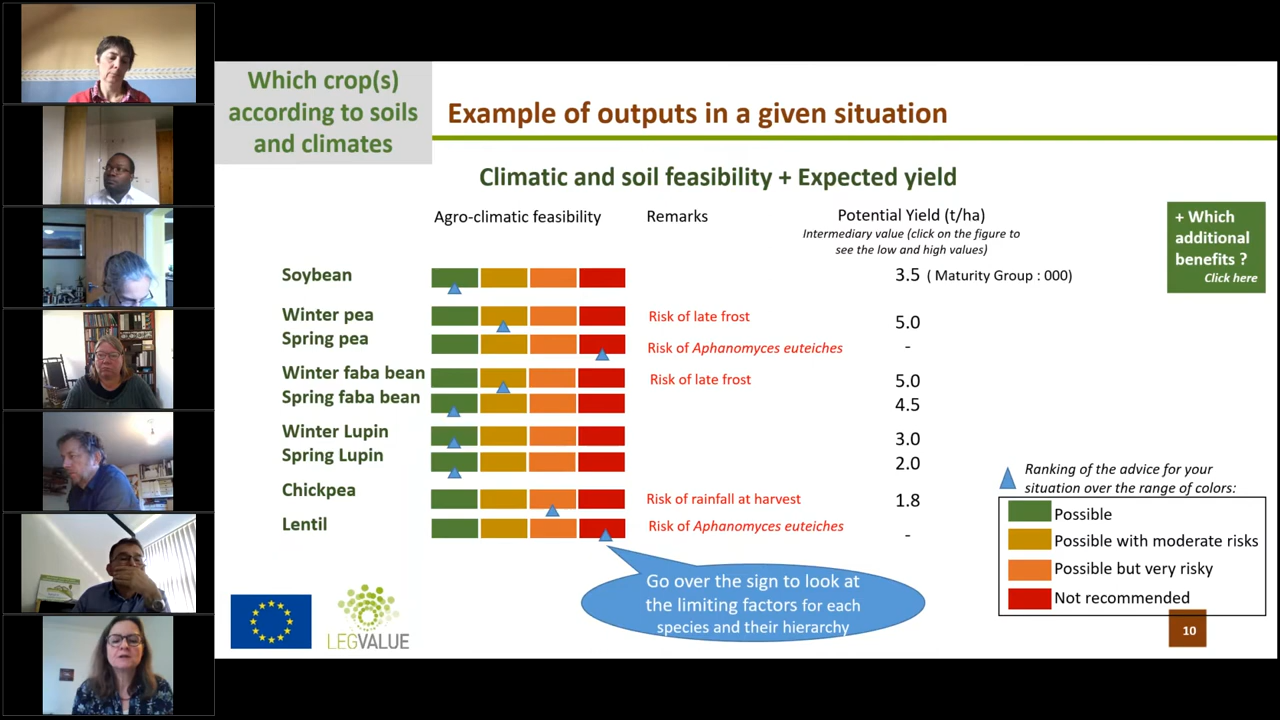 Which crop(s)
according to soils
and climates
Example of outputs in a given situation
Climatic and soil feasibility + Expected yield
Agro-climatic feasibility Remarks Potential Yield (t/ha)
Intermediary value (click on the figure to
see the low and high values)
+ Which
additional
benefits ?
Click here
Soybean 3.5 ( Maturity Group : 000)
Winter pea Risk of late frost 5.0
Spring pea Risk of Aphanomyces euteiches -
Winter faba bean Risk of late frost 5.0
Spring faba bean 4.5
Winter Lupin 3.0
Spring Lupin 2.0
Chickpea Risk of rainfall at harvest 1.8
Lentil Risk of Aphanomyces euteiches -
Ranking of the advice for your
situation over the range of colors:
Possible
Possible with moderate risks
Possible but very risky
Not recommended
Go over the sign to look at
the limiting factors for each
species and their hierarchy
LEGVALUE
10